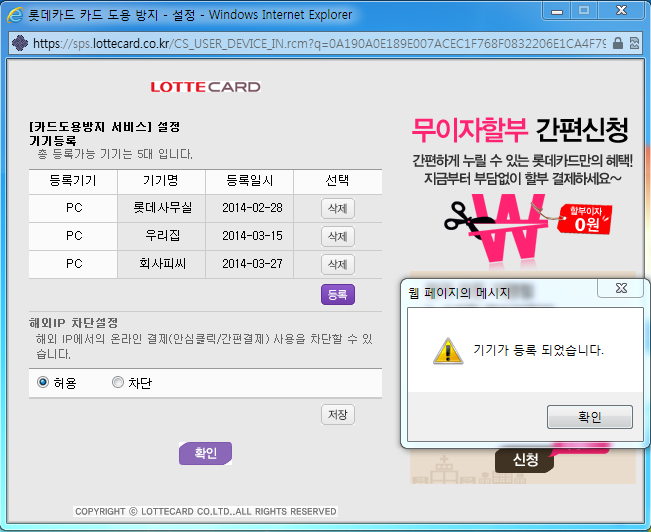 롯데카드 카드 도용 방지 - 설정 - Windows Internet Explorer
https://sps.lottecard.co.kr/CS_USER_DEVICE_IN.rcm?q=0A190A0E189E007ACEC1F768F0832206E1CA4F79
LOTTECARD
[카드도용방지 서비스] 설정
기기등록
총 등록가능 기기는 5대 입니다.
등록기기 기기명 등록일시 선택
PC 롯데사무실 2014-02-28 삭제
PC 우리집 2014-03-15 삭제
PC 회사피씨 2014-03-27 삭제
등록
해외IP 차단설정
해외 IP에서의 온라인 결제(안심클릭/간편결제) 사용을 차단할 수 있
습니다.
허용 차단
저장
확인
COPYRIGHT ⓒ LOTTECARD CO.LTD.,ALL RIGHTS RESERVED
무이자할부 간편신청
간편하게 누릴 수 있는 롯데카드만의 혜택!
지금부터 부담없이 할부 결제하세요~
할부이자
0원
웹 페이지의 메시지
기기가 등록 되었습니다.
확인
신청